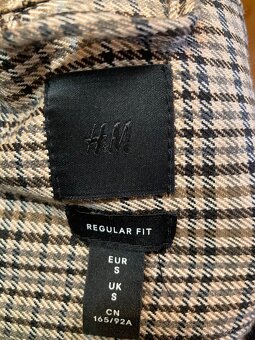 H&M
REGULAR FIT
EUR
S
UK
S
CN
165/92A